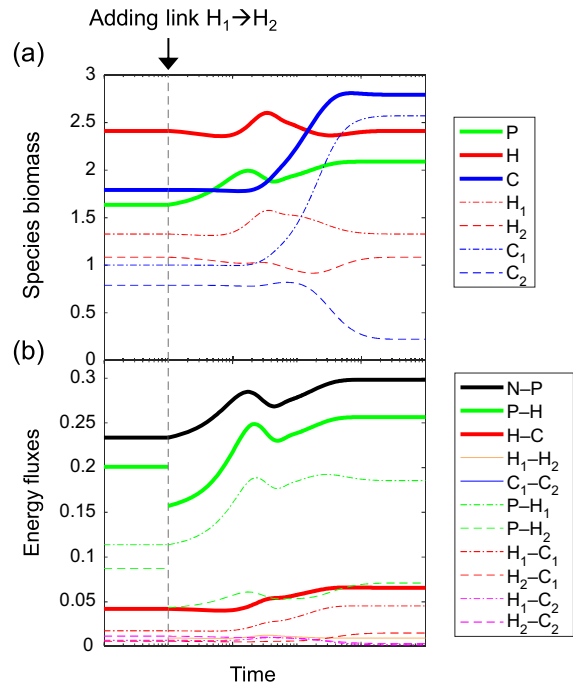 Adding link H₁→H₂
(a)
3
2.5
2
1.5
1
0.5
0
Species biomass
P
H
C
H₁
H₂
C₁
C₂
(b)
0.3
0.25
0.2
0.15
0.1
0.05
0
Energy fluxes
Time
N–P
P–H
H–C
H₁–H₂
C₁–C₂
P–H₁
P–H₂
H₁–C₁
H₂–C₁
H₁–C₂
H₂–C₂